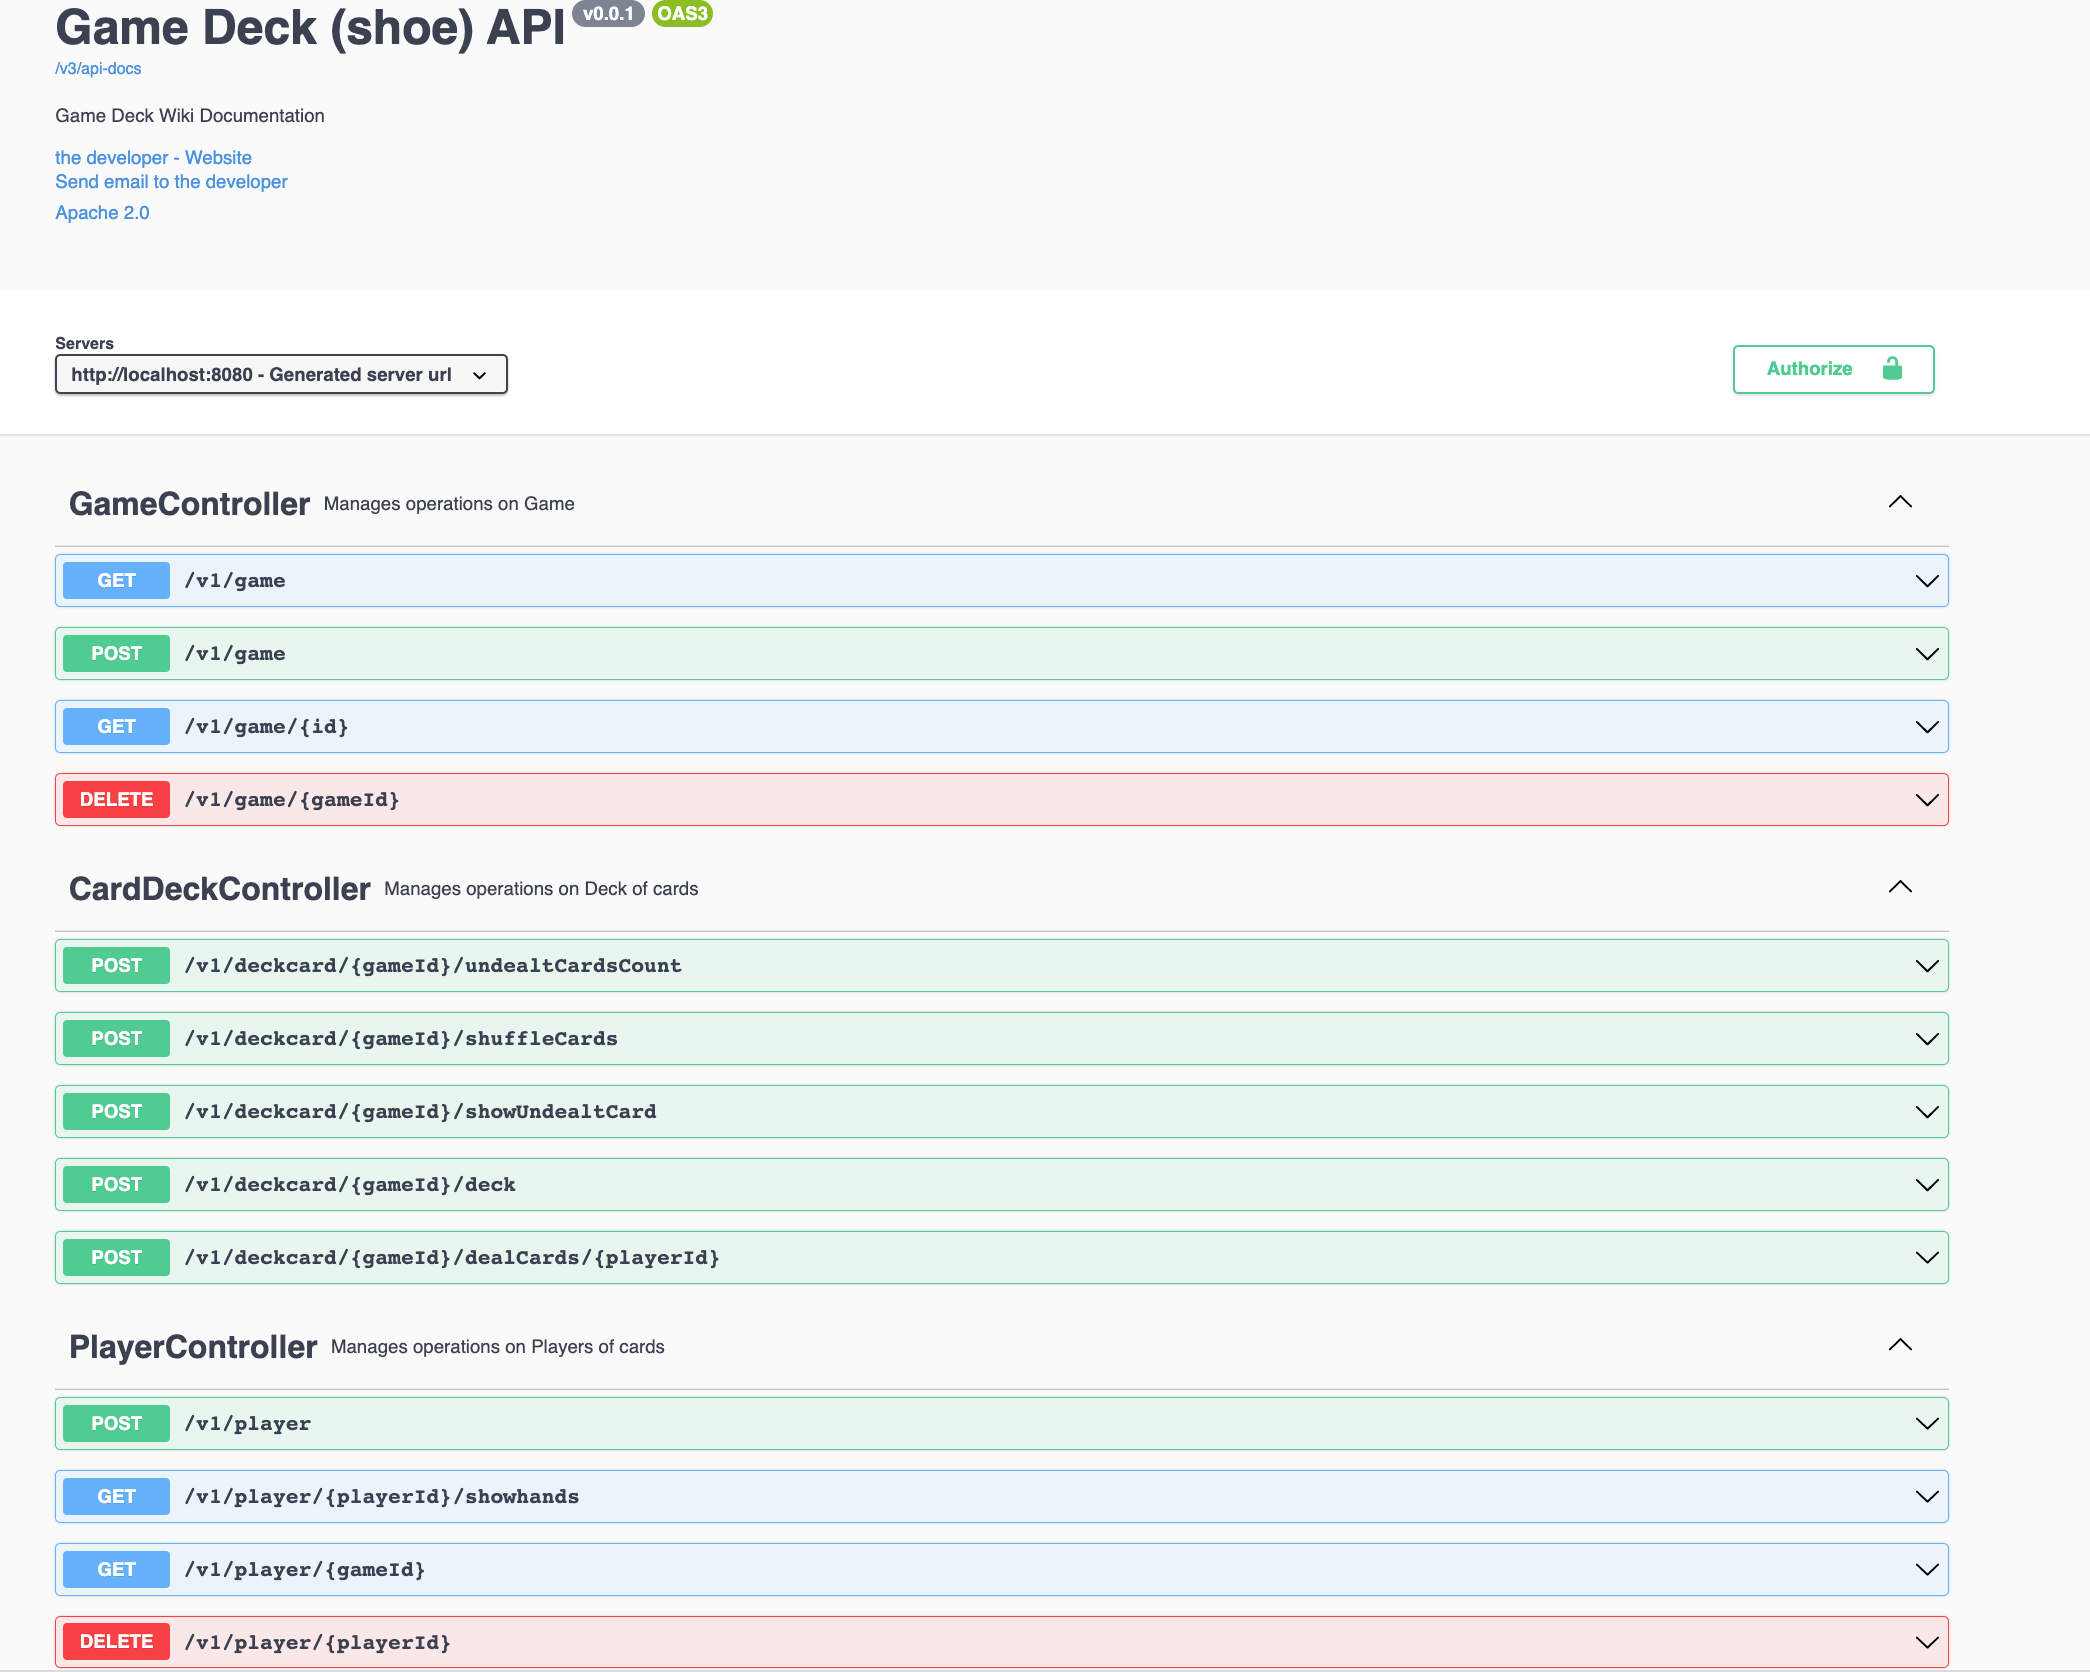 Game Deck (shoe) API v0.0.1 OAS3
/v3/api-docs
Game Deck Wiki Documentation
the developer - Website
Send email to the developer
Apache 2.0
Servers
http://localhost:8080 - Generated server url
Authorize
GameController Manages operations on Game
GET /v1/game
POST /v1/game
GET /v1/game/{id}
DELETE /v1/game/{gameId}
CardDeckController Manages operations on Deck of cards
POST /v1/deckcard/{gameId}/undealtCardsCount
POST /v1/deckcard/{gameId}/shuffleCards
POST /v1/deckcard/{gameId}/showUndealtCard
POST /v1/deckcard/{gameId}/deck
POST /v1/deckcard/{gameId}/dealCards/{playerId}
PlayerController Manages operations on Players of cards
POST /v1/player
GET /v1/player/{playerId}/showhands
GET /v1/player/{gameId}
DELETE /v1/player/{playerId}